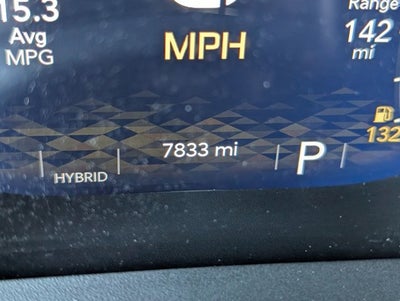 15.3
Avg
MPG
MPH
Range
142
mi
132
HYBRID
7833 mi
P